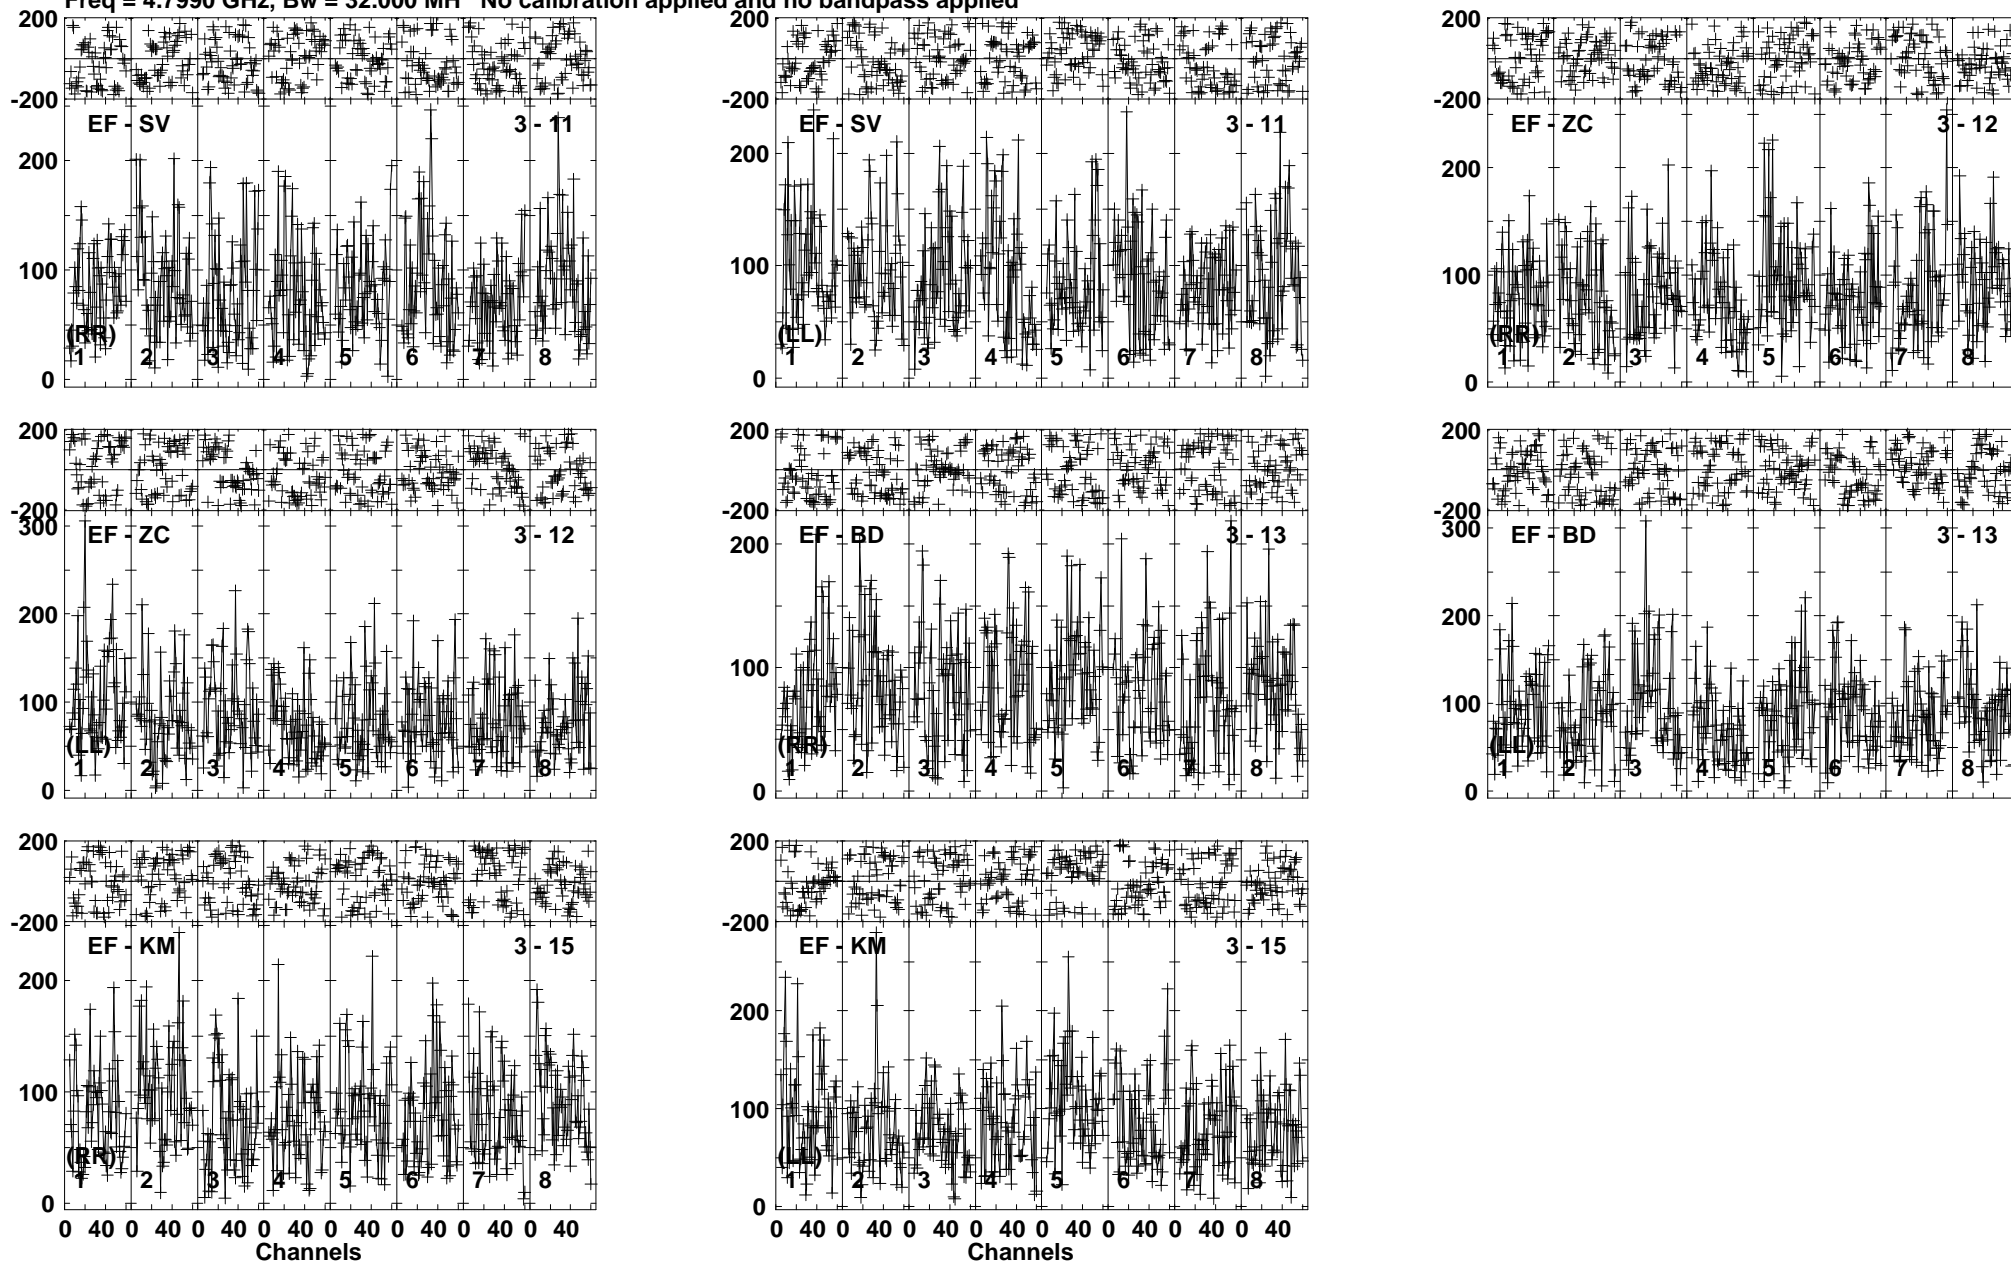 Freq = 4.7990 GHz, Bw = 32.000 MH No calibration applied and no bandpass applied
200
-200
EF - SV 3 - 11
200
100
0
(RR)
1 2 3 4 5 6 7 8
200
-200
EF - SV 3 - 11
200
100
0
(LL)
1 2 3 4 5 6 7 8
200
-200
EF - ZC 3 - 12
200
100
0
(RR)
1 2 3 4 5 6 7 8
200
-200
EF - ZC 3 - 12
300
200
100
0
(LL)
1 2 3 4 5 6 7 8
200
-200
EF - BD 3 - 13
200
100
0
(RR)
1 2 3 4 5 6 7 8
200
-200
EF - BD 3 - 13
300
200
100
0
(LL)
1 2 3 4 5 6 7 8
200
-200
EF - KM 3 - 15
200
100
0
(RR)
1 2 3 4 5 6 7 8
0 40 0 40 0 40 0 40 0 40 0 40 0 40 0 40
Channels
200
-200
EF - KM 3 - 15
200
100
0
(LL)
1 2 3 4 5 6 7 8
0 40 0 40 0 40 0 40 0 40 0 40 0 40 0 40
Channels